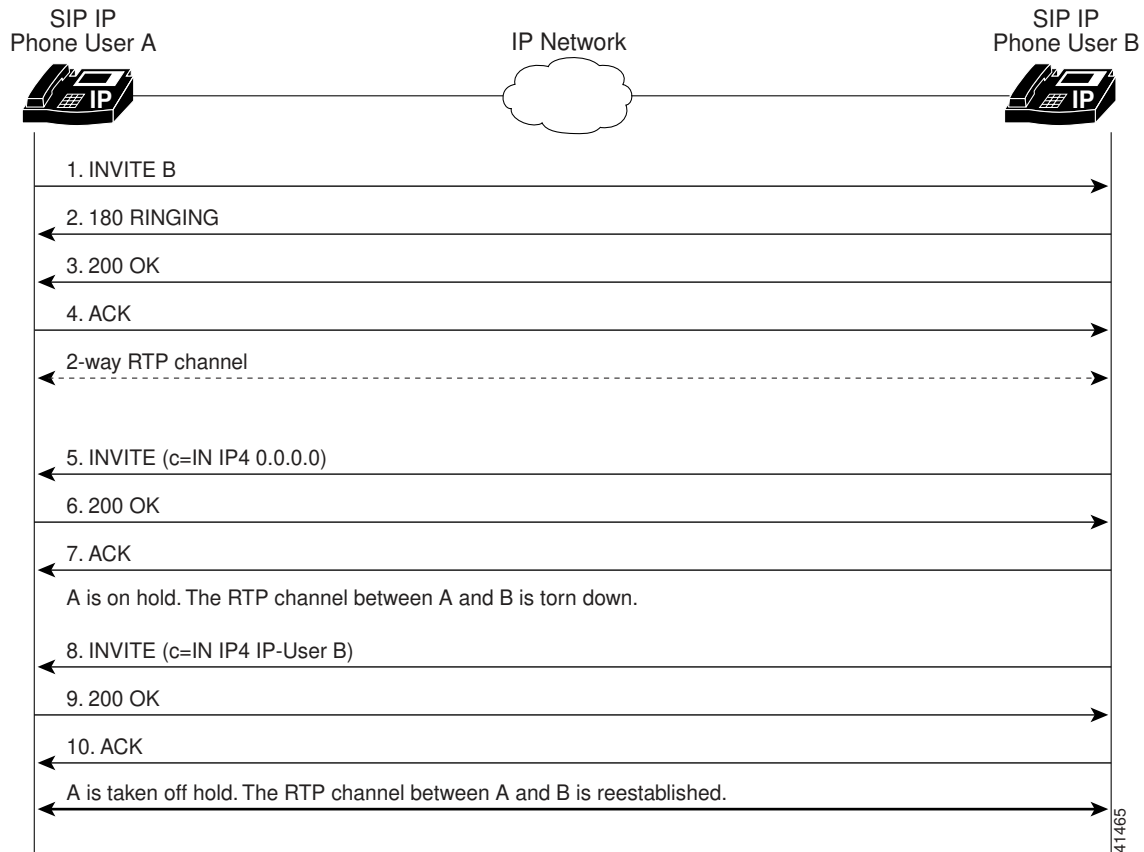 SIP IP
Phone User A
IP Network
SIP IP
Phone User B
IP
IP
1. INVITE B
2. 180 RINGING
3. 200 OK
4. ACK
2-way RTP channel
5. INVITE (c=IN IP4 0.0.0.0)
6. 200 OK
7. ACK
A is on hold. The RTP channel between A and B is torn down.
8. INVITE (c=IN IP4 IP-User B)
9. 200 OK
10. ACK
A is taken off hold. The RTP channel between A and B is reestablished.
41465